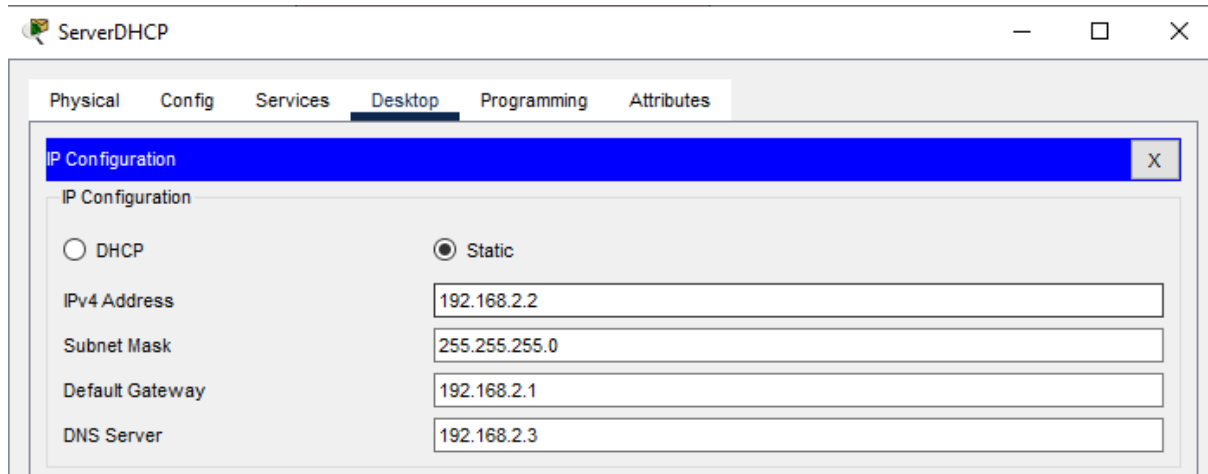 ServerDHCP
Physical Config Services Desktop Programming Attributes
IP Configuration X
IP Configuration
DHCP Static
IPv4 Address 192.168.2.2
Subnet Mask 255.255.255.0
Default Gateway 192.168.2.1
DNS Server 192.168.2.3